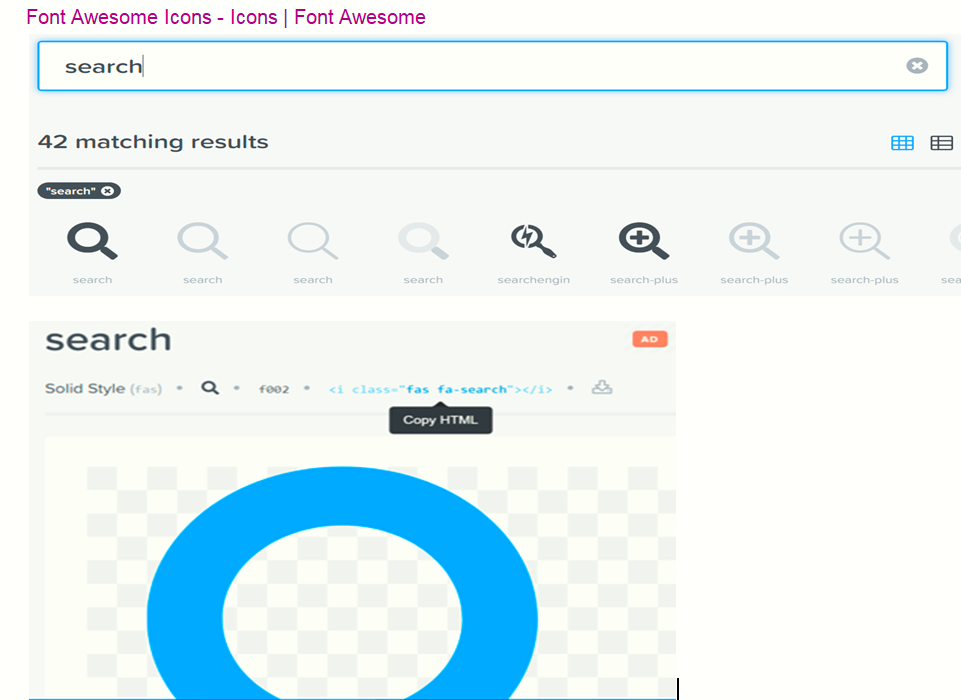 Font Awesome Icons - Icons | Font Awesome
search
42 matching results
"search"
search search search search searchengin search-plus search-plus search-plus sea
search
AD
Solid Style (fas) • • f002 • <i class="fas fa-search"></i> •
Copy HTML